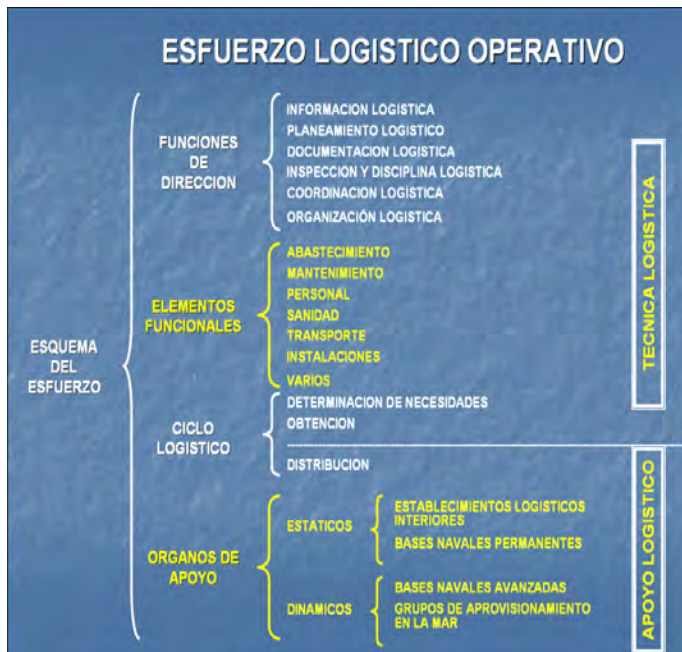 ESFUERZO LOGISTICO OPERATIVO
ESQUEMA
DEL
ESFUERZO
FUNCIONES
DE
DIRECCION
INFORMACION LOGISTICA
PLANEAMIENTO LOGISTICO
DOCUMENTACION LOGISTICA
INSPECCION Y DISCIPLINA LOGISTICA
COORDINACION LOGISTICA
ORGANIZACIÓN LOGISTICA
ELEMENTOS
FUNCIONALES
ABASTECIMIENTO
MANTENIMIENTO
PERSONAL
SANIDAD
TRANSPORTE
INSTALACIONES
VARIOS
CICLO
LOGISTICO
DETERMINACION DE NECESIDADES
OBTENCION
DISTRIBUCION
ORGANOS DE
APOYO
ESTÁTICOS
ESTABLECIMIENTOS LOGISTICOS
INTERIORES
BASES NAVALES PERMANENTES
DINAMICOS
BASES NAVALES AVANZADAS
GRUPOS DE APROVISIONAMIENTO
EN LA MAR
TECNICA LOGISTICA
APOYO LOGISTICO